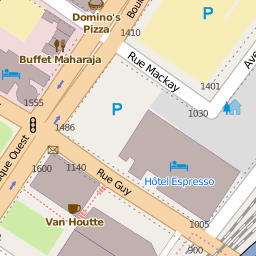 Domino's
Pizza
Boule
1410
P
Buffet Maharaja
Rue Mackay
Ave
1401
1555
P
1030
1486
que Ouest
1600
1140
Rue Guy
Hôtel Espresso
Van Houtte
1005
900